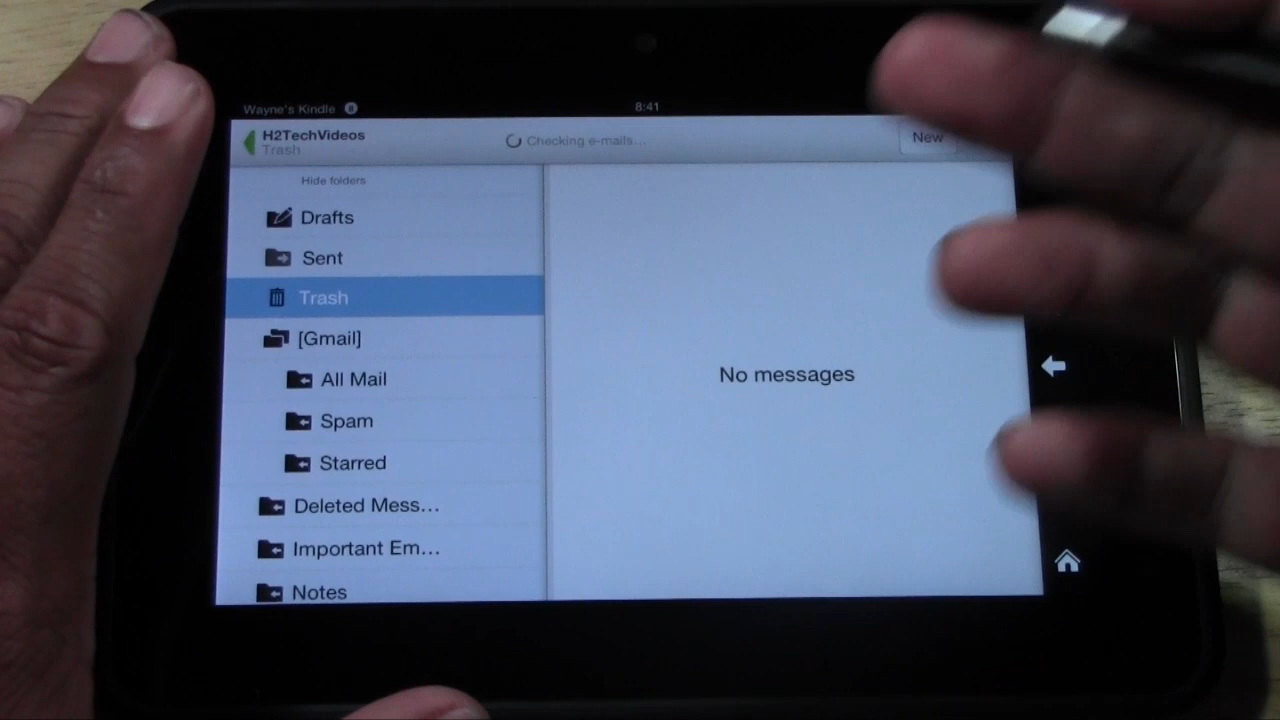 Wayne's Kindle 8
8:41
H2TechVideos
Trash
Checking e-mails...
New
Hide folders
Drafts
Sent
Trash
[Gmail]
All Mail
Spam
Starred
Deleted Mess...
Important Em...
Notes
No messages